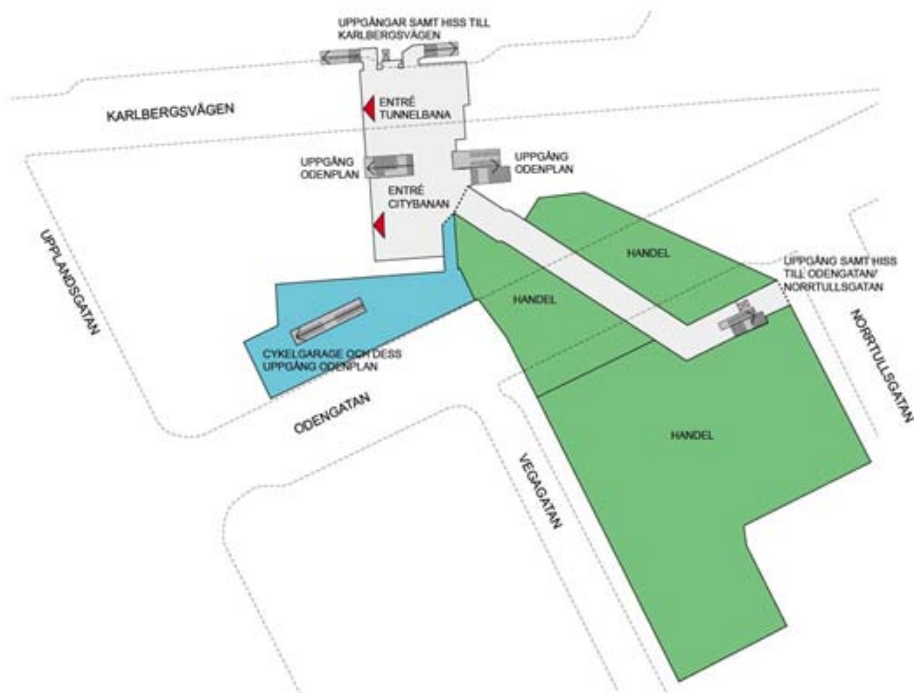 UPPGÅNGAR SAMT HISS TILL
KARLBERGSVÄGEN
KARLBERGSVÄGEN
ENTRÉ
TUNNELBANA
UPPGÅNG
ODENPLAN
UPPGÅNG
ODENPLAN
ENTRÉ
CITYBANAN
UPPLANDSGATAN
HANDEL
UPPGÅNG SAMT HISS
TILL ODENGATAN/
NORRTULLSGATAN
HANDEL
NORRTULLSGATAN
CYKELGARAGE OCH DESS
UPPGÅNG ODENPLAN
ODENGATAN
HANDEL
VEGAGATAN